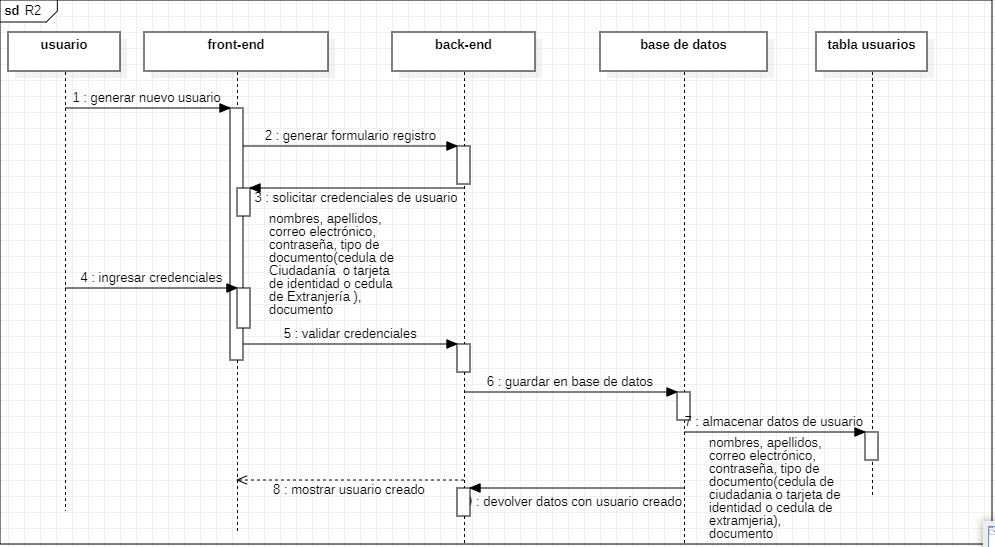 sd R2
usuario
front-end
back-end
base de datos
tabla usuarios
1 : generar nuevo usuario
2 : generar formulario registro
3 : solicitar credenciales de usuario
nombres, apellidos,
correo electrónico,
contraseña, tipo de
documento(cedula de
Ciudadanía o tarjeta
de identidad o cedula
de Extranjería ),
documento
4 : ingresar credenciales
5 : validar credenciales
6 : guardar en base de datos
7 : almacenar datos de usuario
nombres, apellidos,
correo electrónico,
contraseña, tipo de
documento(cedula de
ciudadania o tarjeta de
identidad o cedula de
extramjeria),
documento
8 : mostrar usuario creado
: devolver datos con usuario creado